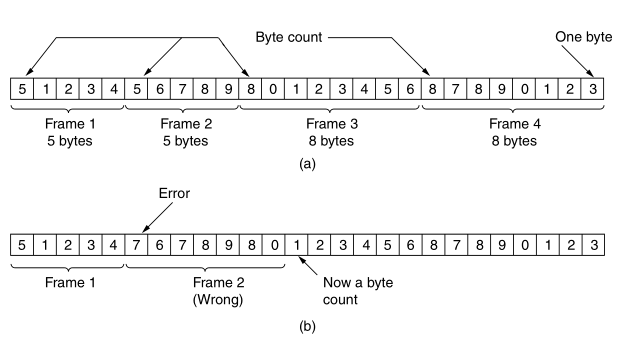 Byte count One byte
5 1 2 3 4 5 6 7 8 9 8 0 1 2 3 4 5 6 8 7 8 9 0 1 2 3
Frame 1 Frame 2 Frame 3 Frame 4
5 bytes 5 bytes 8 bytes 8 bytes
(a)
Error
5 1 2 3 4 7 6 7 8 9 8 0 1 2 3 4 5 6 8 7 8 9 0 1 2 3
Frame 1 Frame 2 Now a byte
(Wrong) count
(b)